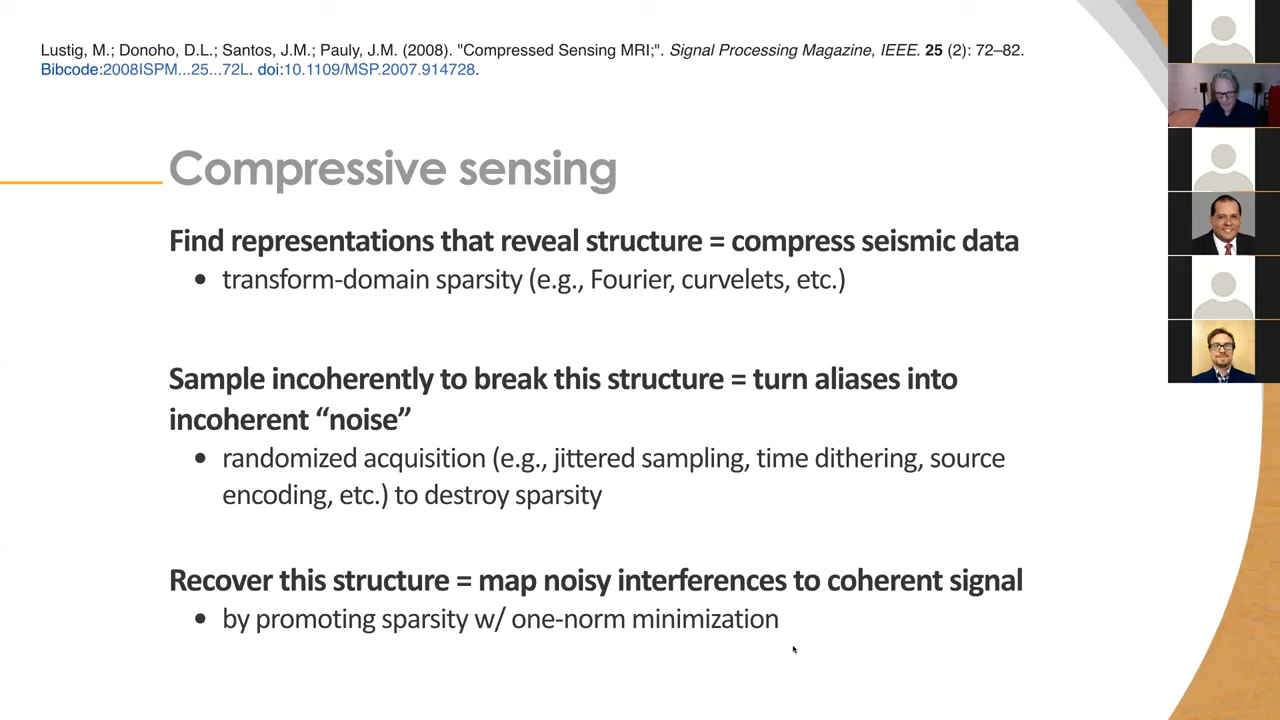 Lustig, M.; Donoho, D.L.; Santos, J.M.; Pauly, J.M. (2008). "Compressed Sensing MRI;". Signal Processing Magazine, IEEE. 25 (2): 72–82.
Bibcode:2008ISPM...25...72L. doi:10.1109/MSP.2007.914728.
Compressive sensing
Find representations that reveal structure = compress seismic data
• transform-domain sparsity (e.g., Fourier, curvelets, etc.)
Sample incoherently to break this structure = turn aliases into
incoherent “noise”
• randomized acquisition (e.g., jittered sampling, time dithering, source
encoding, etc.) to destroy sparsity
Recover this structure = map noisy interferences to coherent signal
• by promoting sparsity w/ one-norm minimization